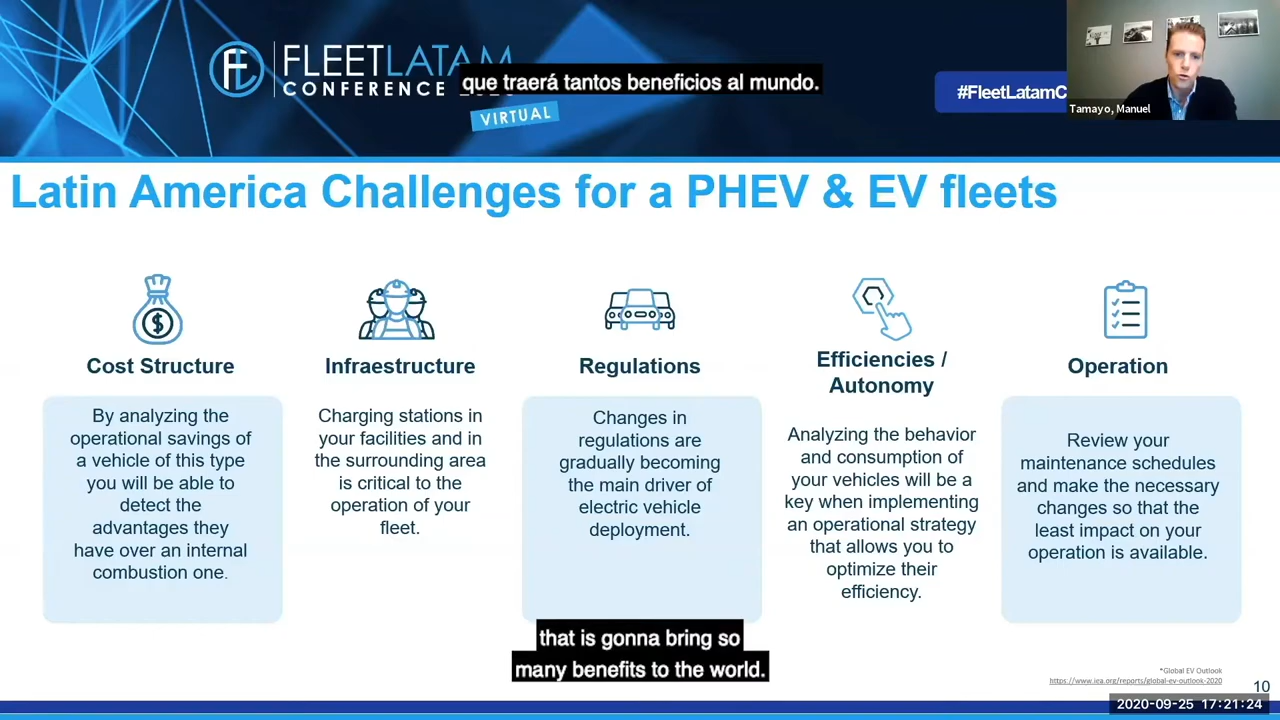 FLEETLATAM
CONFERENCE
que traerá tantos beneficios al mundo.
VIRTUAL
#FleetLatamC
Tamayo, Manuel
Latin America Challenges for a PHEV & EV fleets
Cost Structure
By analyzing the
operational savings of
a vehicle of this type
you will be able to
detect the
advantages they
have over an internal
combustion one.
Infraestructure
Charging stations in
your facilities and in
the surrounding area
is critical to the
operation of your
fleet.
Regulations
Changes in
regulations are
gradually becoming
the main driver of
electric vehicle
deployment.
Efficiencies /
Autonomy
Analyzing the behavior
and consumption of
your vehicles will be a
key when implementing
an operational strategy
that allows you to
optimize their
efficiency.
Operation
Review your
maintenance schedules
and make the necessary
changes so that the
least impact on your
operation is available.
that is gonna bring so
many benefits to the world.
*Global EV Outlook
https://www.iea.org/reports/global-ev-outlook-2020
10
2020-09-25 17:21:24